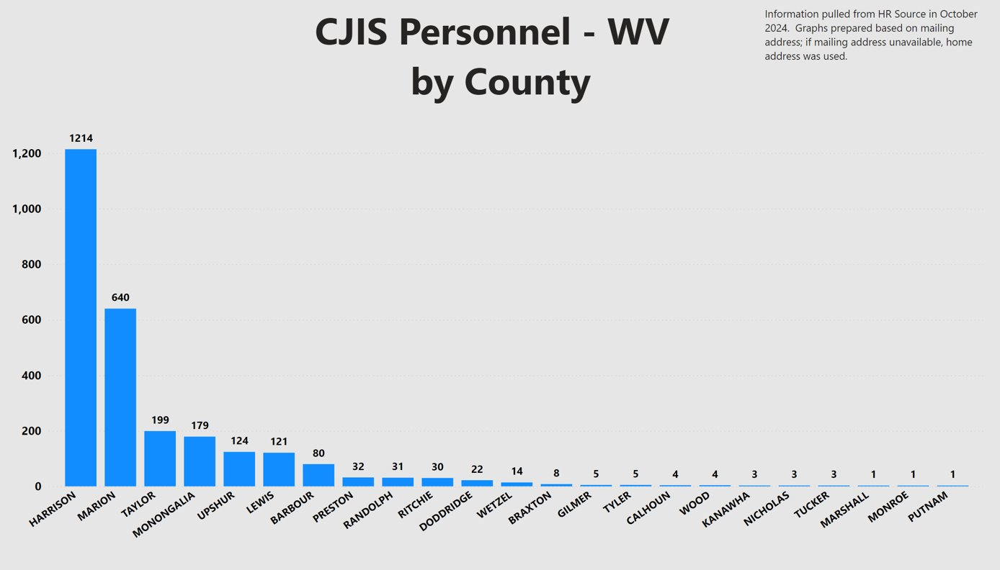 CJIS Personnel - WV
by County
Information pulled from HR Source in October
2024.  Graphs prepared based on mailing
address; if mailing address unavailable, home
address was used.
1,200
1,000
800
600
400
200
0
1214
640
199
179
124
121
80
32
31
30
22
14
8
5
5
4
4
3
3
3
1
1
1
HARRISON
MARION
TAYLOR
MONONGALIA
UPSHUR
LEWIS
BARBOUR
PRESTON
RANDOLPH
RITCHIE
DODDRIDGE
WETZEL
BRAXTON
GILMER
TYLER
CALHOUN
WOOD
KANAWHA
NICHOLAS
TUCKER
MARSHALL
MONROE
PUTNAM